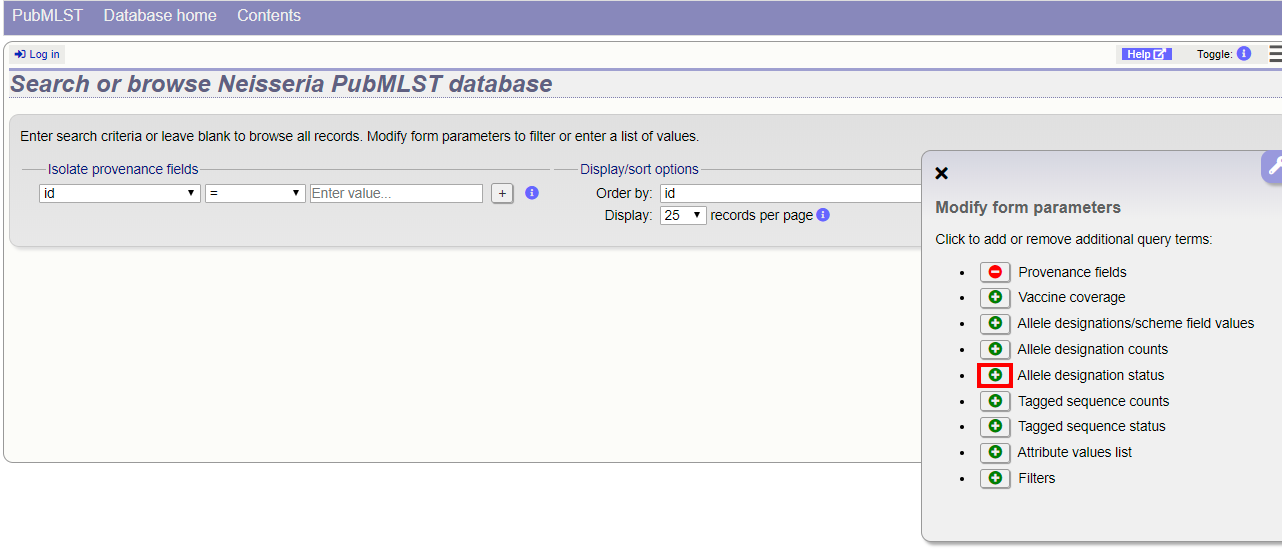 PubMLST Database home Contents
Log in Help Toggle:
Search or browse Neisseria PubMLST database
Enter search criteria or leave blank to browse all records. Modify form parameters to filter or enter a list of values.
Isolate provenance fields Display/sort options
id = Enter value... + Order by: id
Display: 25 records per page
Modify form parameters
Click to add or remove additional query terms:
Provenance fields
Vaccine coverage
Allele designations/scheme field values
Allele designation counts
Allele designation status
Tagged sequence counts
Tagged sequence status
Attribute values list
Filters